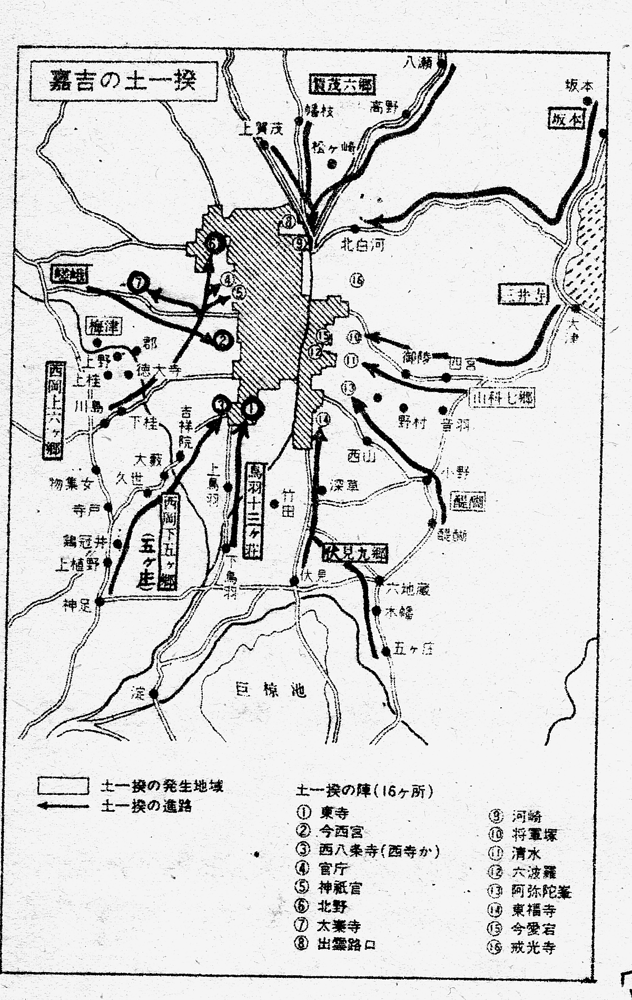 嘉吉の土一揆
八瀬
賀茂六郷
坂本
高野
幡枝
坂本
上賀茂
松ヶ崎
⑧
⑥
⑨
北白河
嵯峨
⑦
④
⑤
⑯
三井寺
大津
梅津
②
⑮
⑩
郡
⑫
上野
御陵
四宮
徳大寺
⑪
西岡上六ヶ郷
上桂
⑬
山科七郷
川島
③
①
下桂
吉祥院
⑭
野村
音羽
西山
大藪
上鳥羽
鳥羽十三ヶ荘
小野
物集女
久世
深草
竹田
醍醐
寺戸
西岡下五ヶ郷
(五ヶ庄)
醍醐
鶏冠井
伏見九郷
上植野
下鳥羽
伏見
六地蔵
神足
木幡
五ヶ庄
淀
巨椋池
土一揆の発生地域
土一揆の進路
土一揆の陣(16ヶ所)
① 東寺
② 今西宮
③ 西八条寺(西寺か)
④ 官庁
⑤ 神祇官
⑥ 北野
⑦ 太秦寺
⑧ 出雲路口
⑨ 河崎
⑩ 将軍塚
⑪ 清水
⑫ 六波羅
⑬ 阿弥陀峯
⑭ 東福寺
⑮ 今愛宕
⑯ 戒光寺